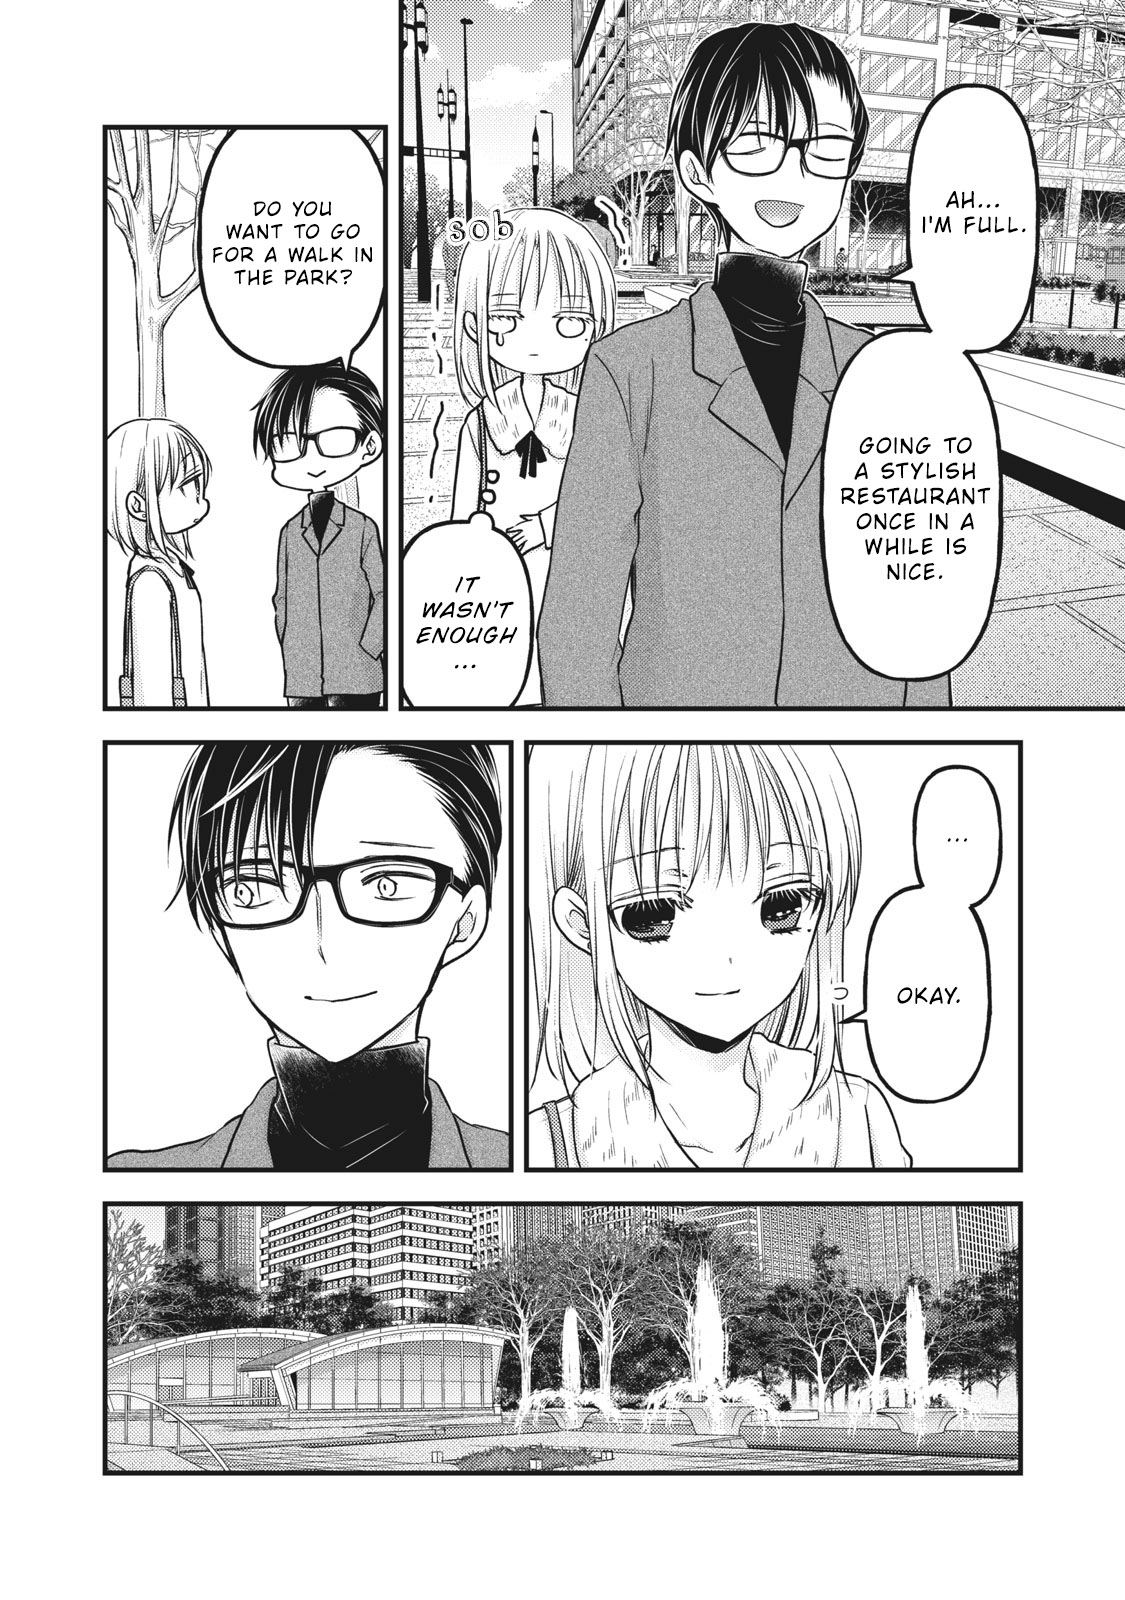 AH...
I'M FULL.
GOING TO
A STYLISH
RESTAURANT
ONCE IN A
WHILE IS
NICE.
sob
IT
WASN'T
ENOUGH
...
DO YOU
WANT TO GO
FOR A WALK IN
THE PARK?
...
OKAY.
っ